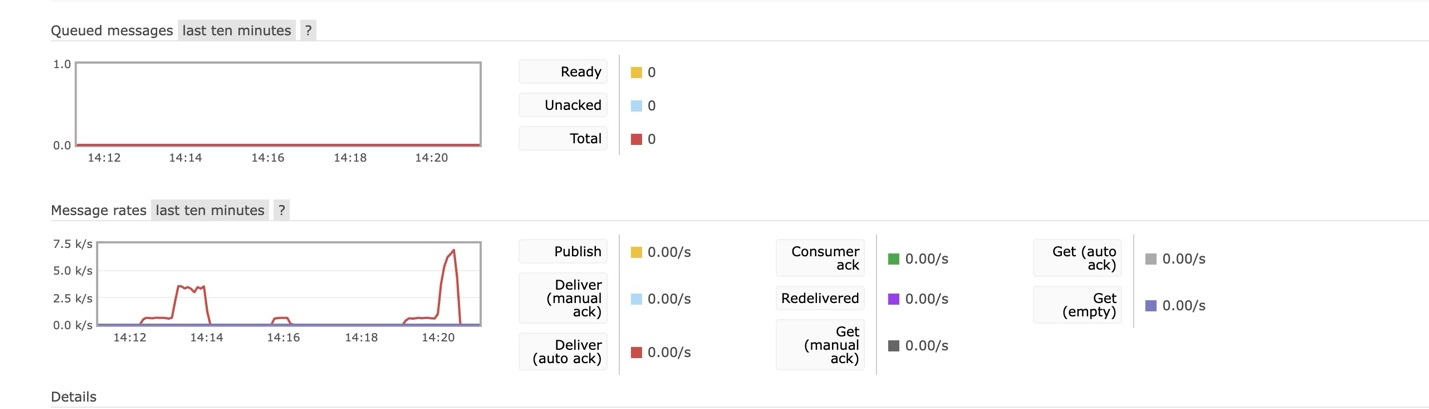 Queued messages last ten minutes ?
1.0
0.0
14:12 14:14 14:16 14:18 14:20
Ready 0
Unacked 0
Total 0
Message rates last ten minutes ?
7.5 k/s
5.0 k/s
2.5 k/s
0.0 k/s
14:12 14:14 14:16 14:18 14:20
Publish 0.00/s
Deliver
(manual
ack) 0.00/s
Deliver
(auto ack) 0.00/s
Consumer
ack 0.00/s
Redelivered 0.00/s
Get
(manual
ack) 0.00/s
Get (auto
ack) 0.00/s
Get
(empty) 0.00/s
Details